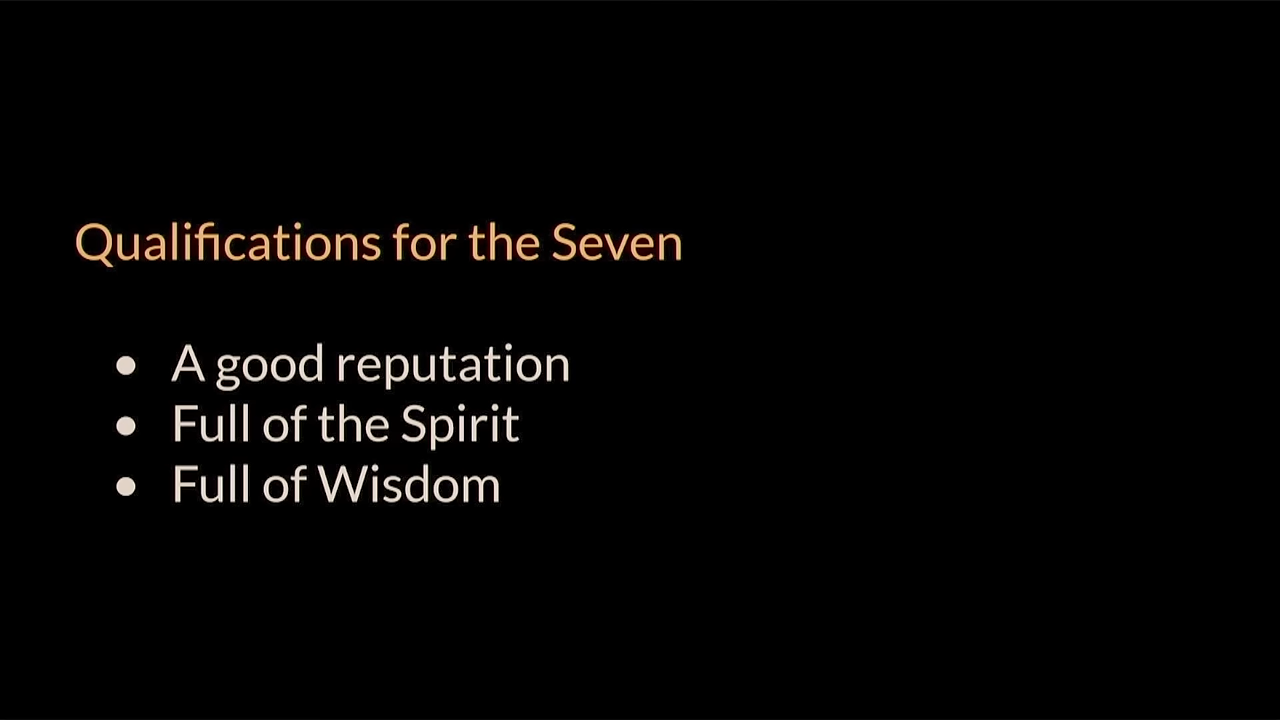 Qualifications for the Seven
• A good reputation
• Full of the Spirit
• Full of Wisdom